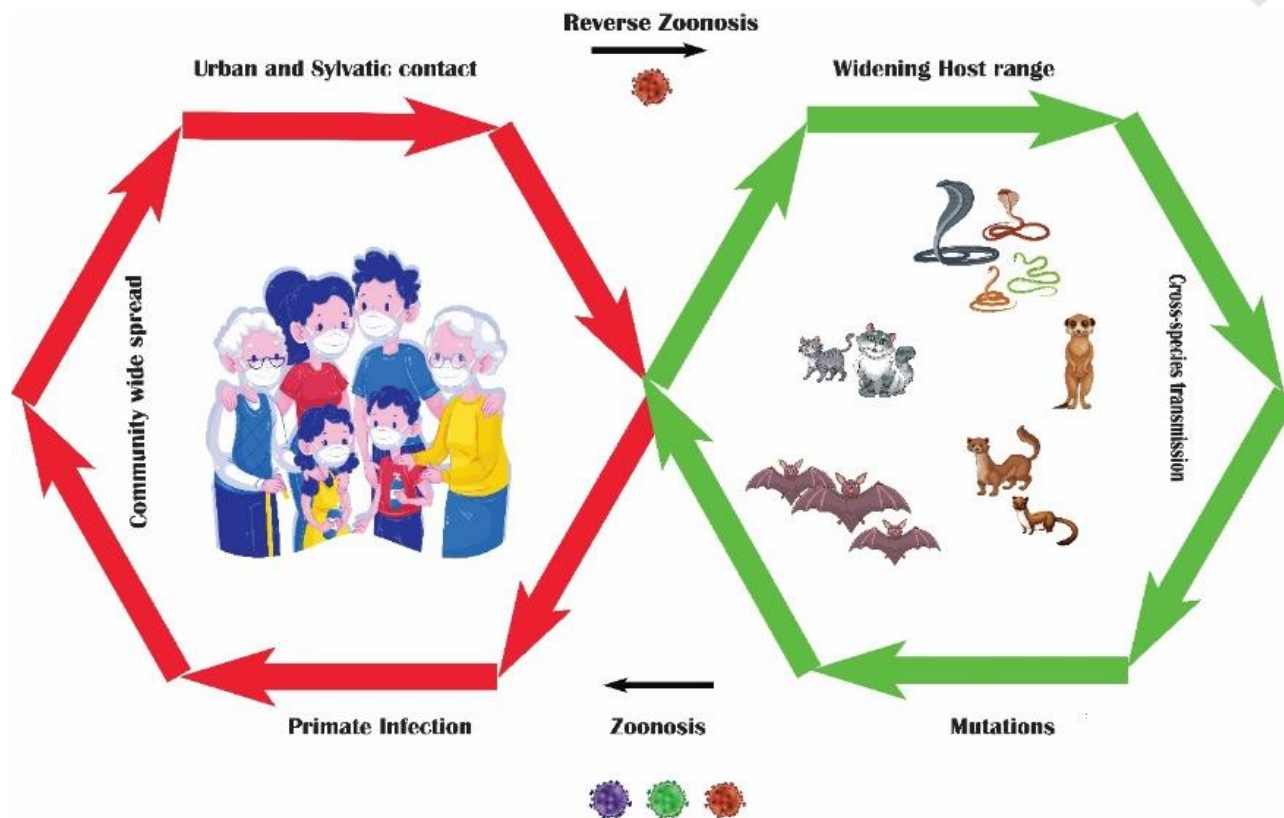 Reverse Zoonosis
Urban and Sylvatic contact
Widening Host range
Community wide spread
Cross-species transmission
Primate Infection
Zoonosis
Mutations